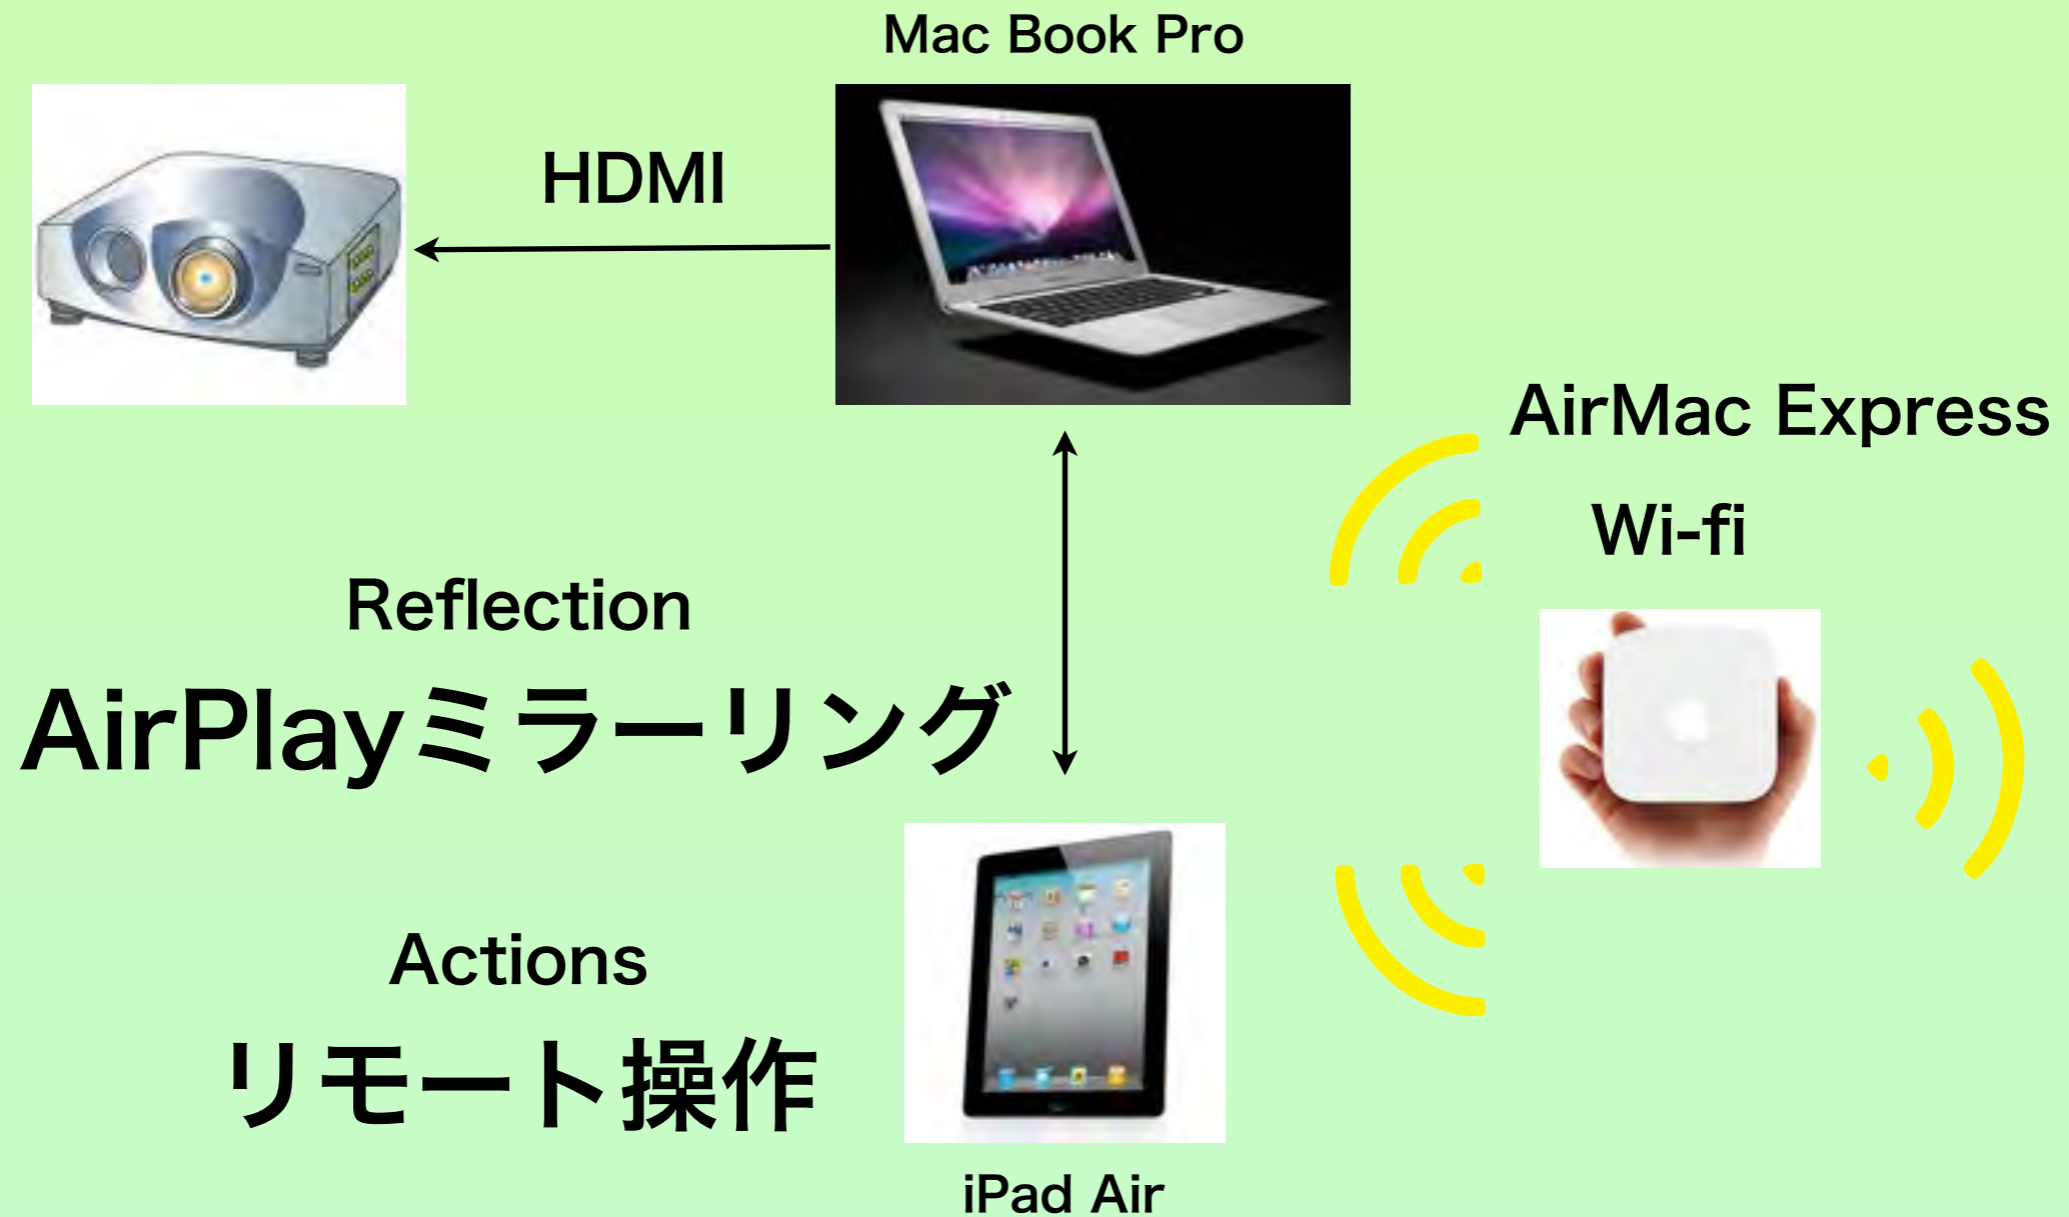 Mac Book Pro
HDMI
AirMac Express
Wi-fi
Reflection
AirPlayミラーリング
Actions
リモート操作
iPad Air